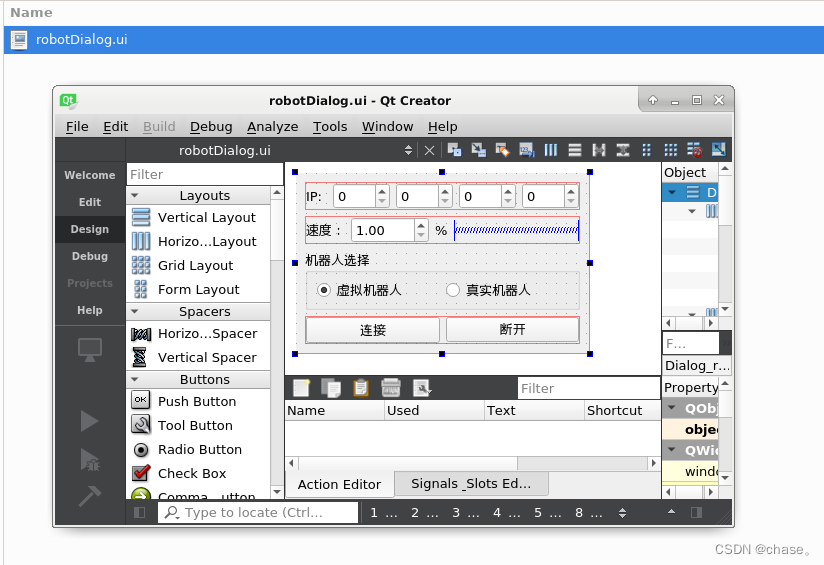 Name
robotDialog.ui
Qt robotDialog.ui - Qt Creator
File Edit Build Debug Analyze Tools Window Help
robotDialog.ui
Welcome
Edit
Design
Debug
Projects
Help
Filter
Layouts
Vertical Layout
Horizo...Layout
Grid Layout
Form Layout
Spacers
Horizo...Spacer
Vertical Spacer
Buttons
OK Push Button
Tool Button
Radio Button
Check Box
Comma...utton
IP: 0 0 0 0
速度： 1.00 %
机器人选择
虚拟机器人 真实机器人
连接 断开
Filter
Name Used Text Shortcut
Action Editor Signals _Slots Ed...
Object
D
F...
Dialog_r...
Property
QObj
objec
QWid
windo
Type to locate (Ctrl... 1 ... 2 ... 3 ... 4 ... 5 ... 8 ...
CSDN @chase。